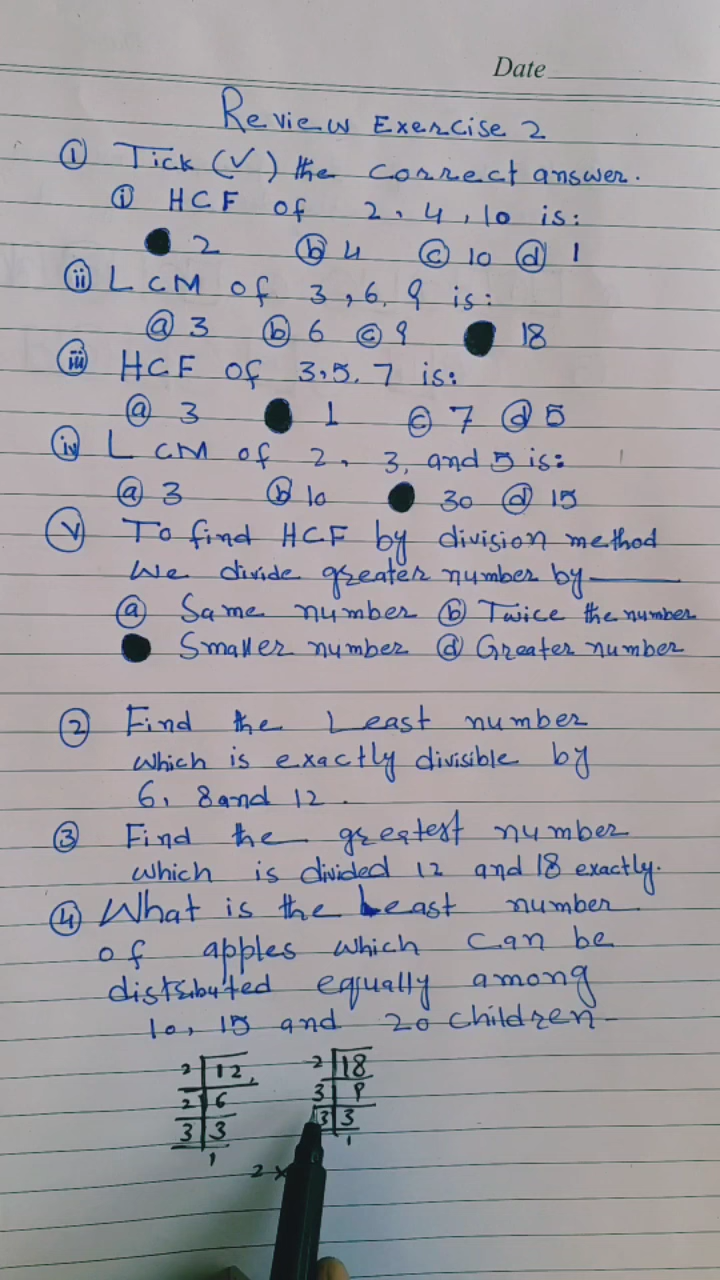 Date
Review Exercise 2
① Tick (✓) the correct answer.
ⓘ HCF of 2, 4, 10 is:
2 ⓑ 4 ⓒ 10 ⓓ 1
ⓘⓘ LCM of 3, 6, 9 is:
ⓐ 3 ⓑ 6 ⓒ 9 18
ⓘⓘⓘ HCF of 3, 5, 7 is:
ⓐ 3 1 ⓒ 7 ⓓ 5
ⓘⓥ LCM of 2, 3, and 5 is:
ⓐ 3 ⓑ 10 30 ⓓ 15
ⓥ To find HCF by division method
we divide greater number by
ⓐ Same number ⓑ Twice the number
Smaller number ⓓ Greater number
② Find the Least number
which is exactly divisible by
6, 8 and 12.
③ Find the greatest number
which is divided 12 and 18 exactly.
④ What is the Least number
of apples which can be
distributed equally among
10, 15 and 20 children
2 12 2 18
2 6 3 9
3 3 3 3
1 1
2 ×